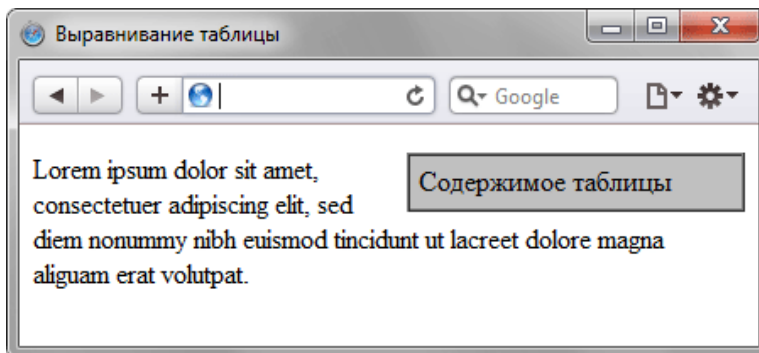 Выравнивание таблицы
Google
Lorem ipsum dolor sit amet,
consectetuer adipiscing elit, sed
diem nonummy nibh euismod tincidunt ut lacreet dolore magna
aliguam erat volutpat.
Содержимое таблицы